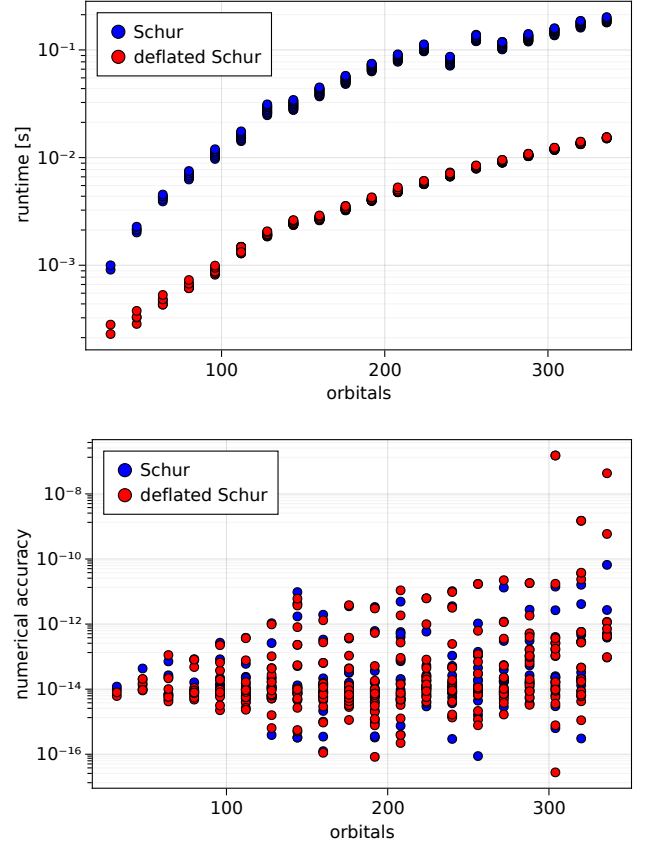 Schur
deflated Schur
10⁻¹
10⁻²
10⁻³
runtime [s]
100
200
300
orbitals
Schur
deflated Schur
10⁻⁸
10⁻¹⁰
10⁻¹²
10⁻¹⁴
10⁻¹⁶
numerical accuracy
100
200
300
orbitals